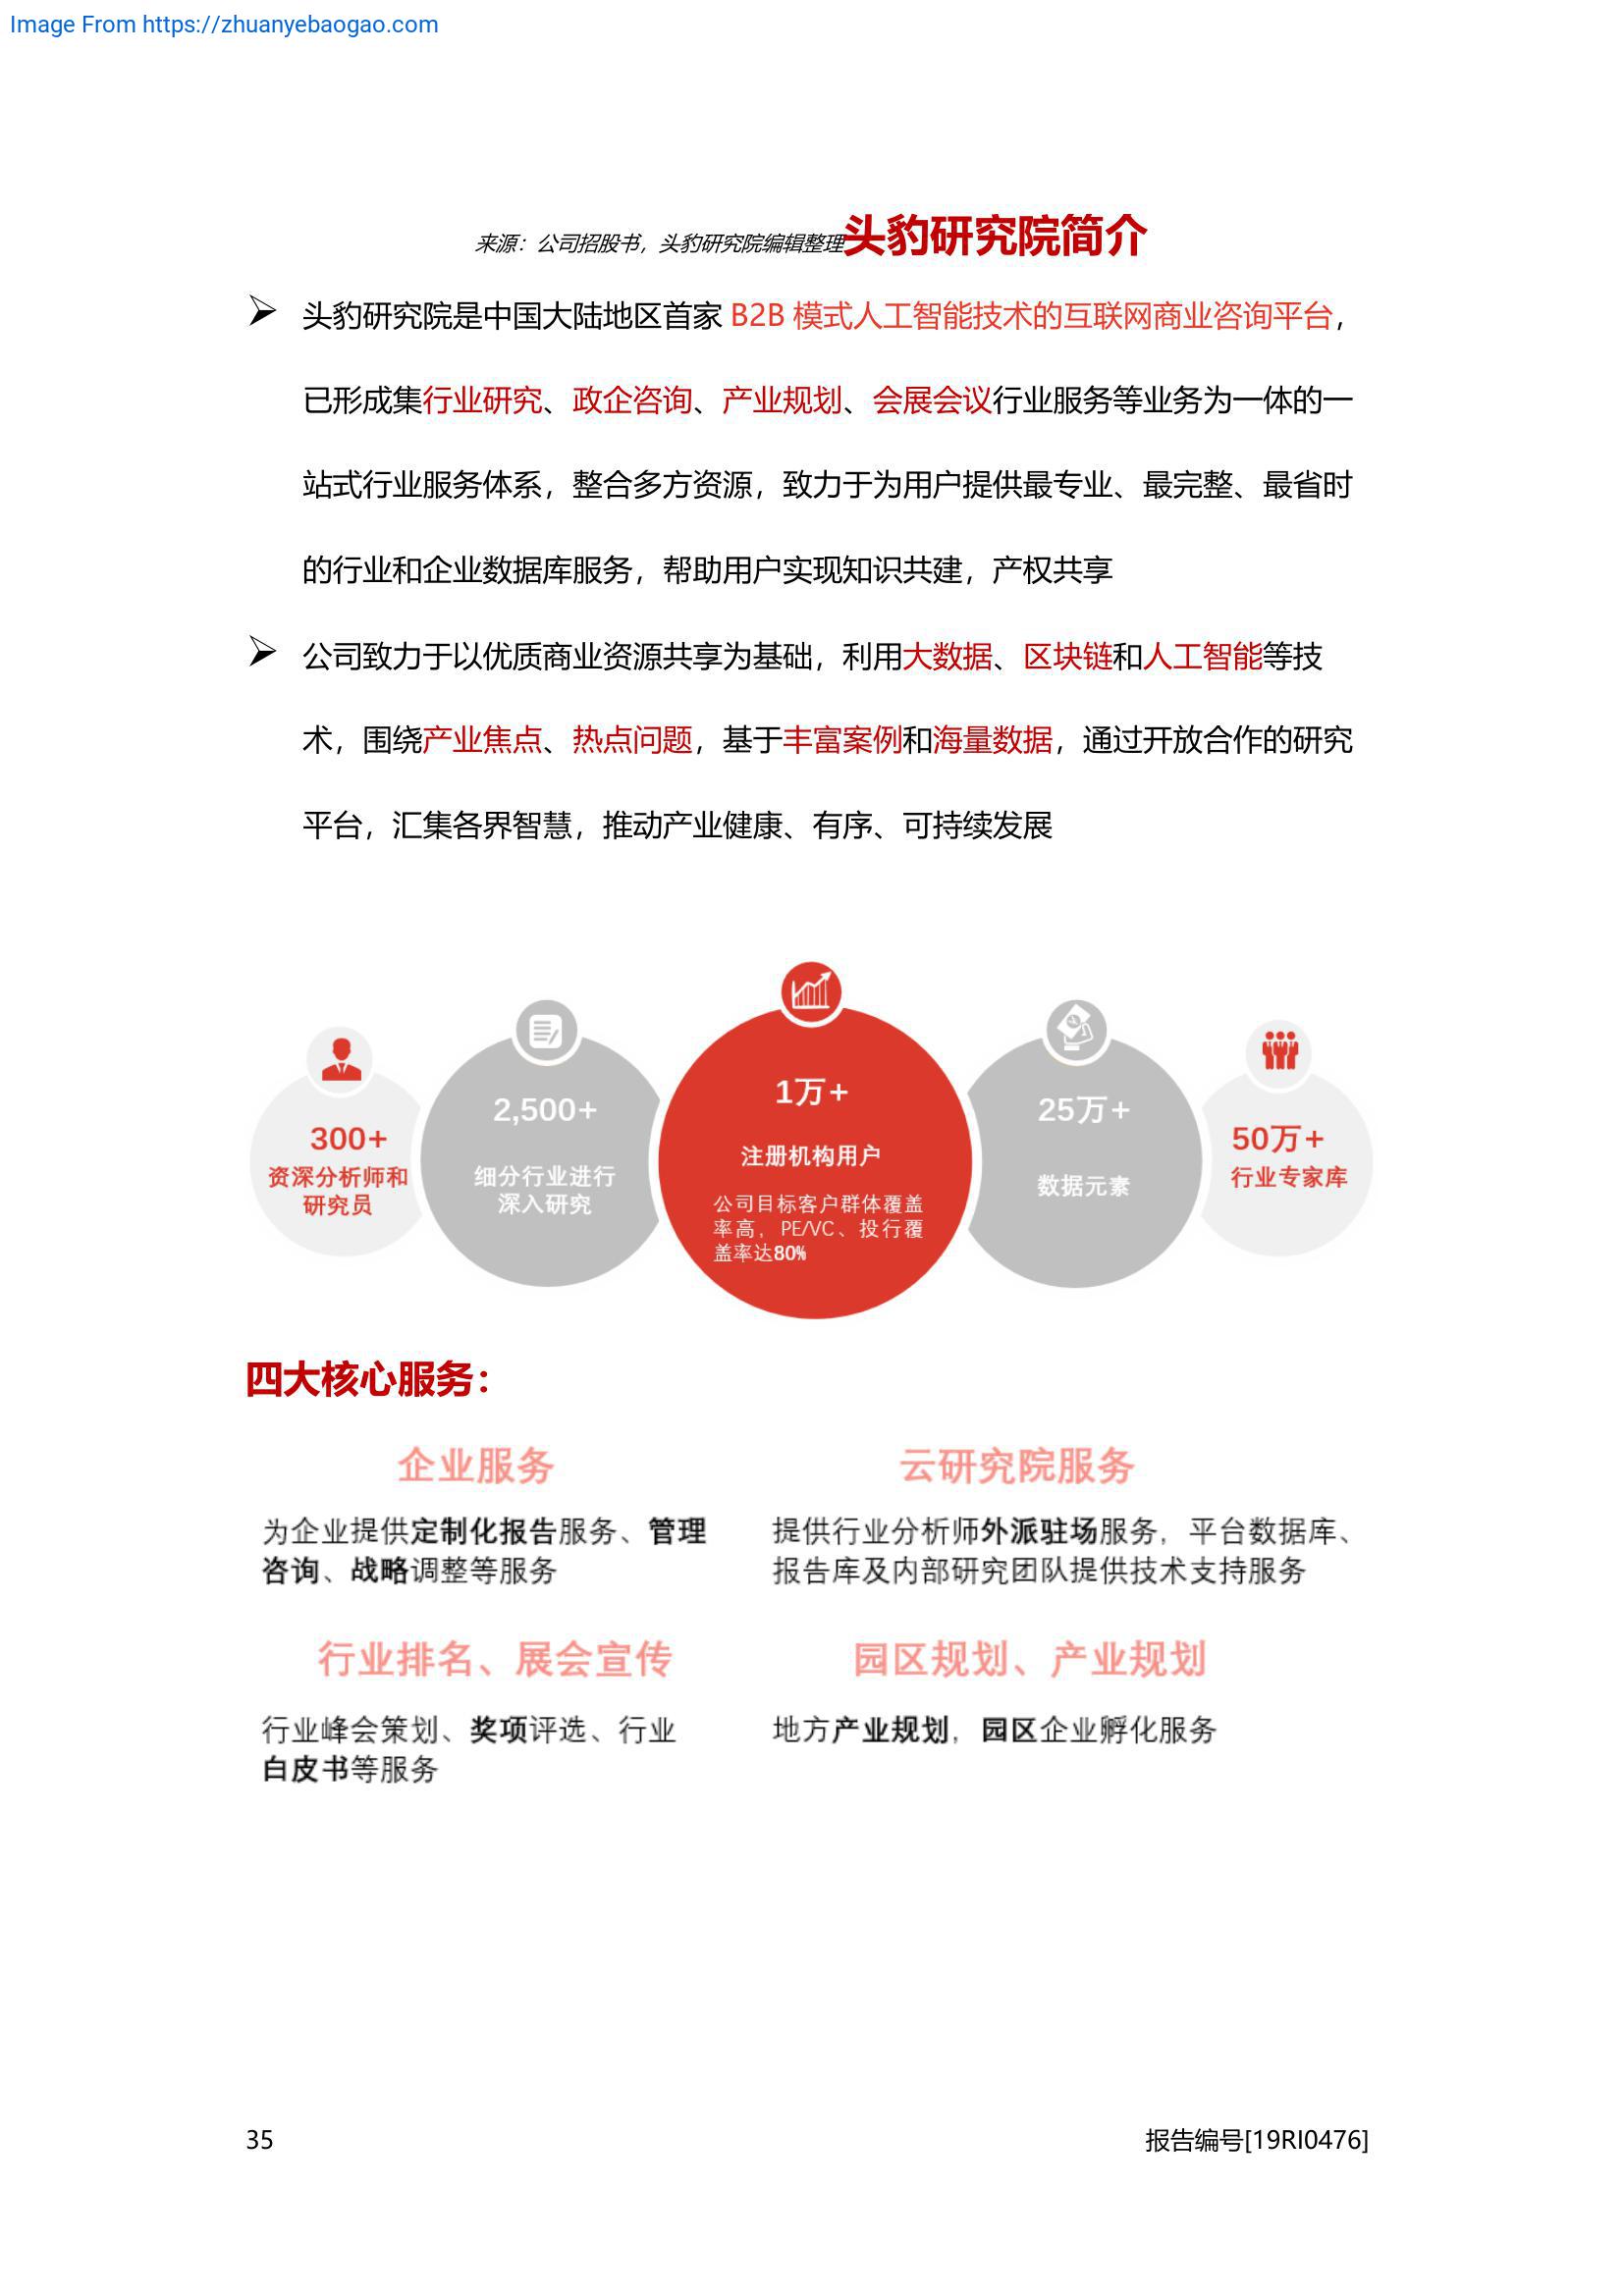 Image From https://zhuanyebaogao.com
来源：公司招股书，头豹研究院编辑整理头豹研究院简介
➢ 头豹研究院是中国大陆地区首家 B2B 模式人工智能技术的互联网商业咨询平台，
已形成集行业研究、政企咨询、产业规划、会展会议行业服务等业务为一体的一
站式行业服务体系，整合多方资源，致力于为用户提供最专业、最完整、最省时
的行业和企业数据库服务，帮助用户实现知识共建，产权共享
➢ 公司致力于以优质商业资源共享为基础，利用大数据、区块链和人工智能等技
术，围绕产业焦点、热点问题，基于丰富案例和海量数据，通过开放合作的研究
平台，汇集各界智慧，推动产业健康、有序、可持续发展
300+
资深分析师和
研究员
2,500+
细分行业进行
深入研究
1万+
注册机构用户
公司目标客户群体覆盖
率高，PE/VC、投行覆
盖率达80%
25万+
数据元素
50万+
行业专家库
四大核心服务：
企业服务
为企业提供定制化报告服务、管理
咨询、战略调整等服务
云研究院服务
提供行业分析师外派驻场服务，平台数据库、
报告库及内部研究团队提供技术支持服务
行业排名、展会宣传
行业峰会策划、奖项评选、行业
白皮书等服务
园区规划、产业规划
地方产业规划，园区企业孵化服务
35
报告编号[19RI0476]